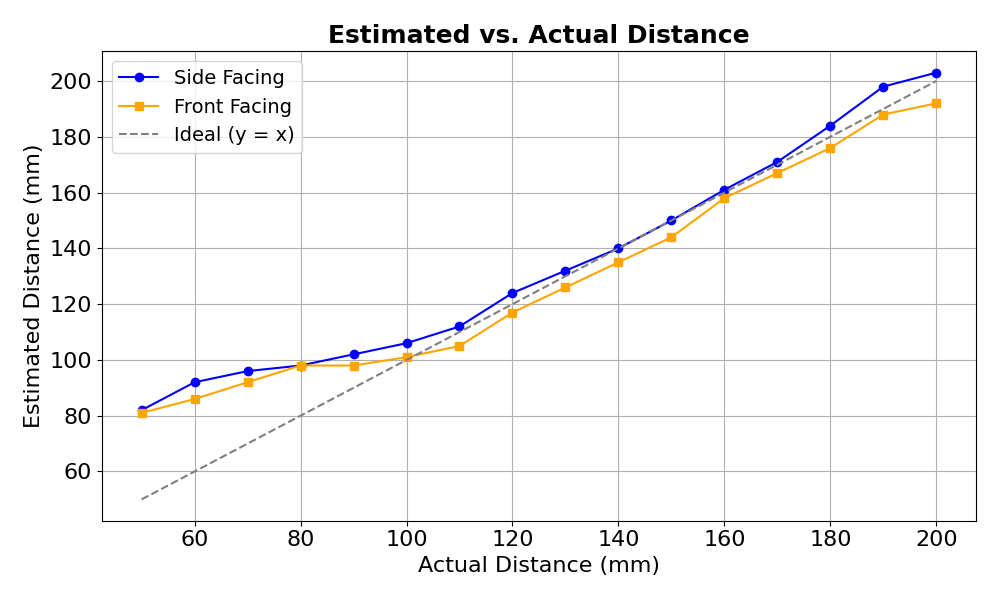 Estimated vs. Actual Distance
Side Facing
Front Facing
Ideal (y = x)
Estimated Distance (mm)
200
180
160
140
120
100
80
60
60 80 100 120 140 160 180 200
Actual Distance (mm)